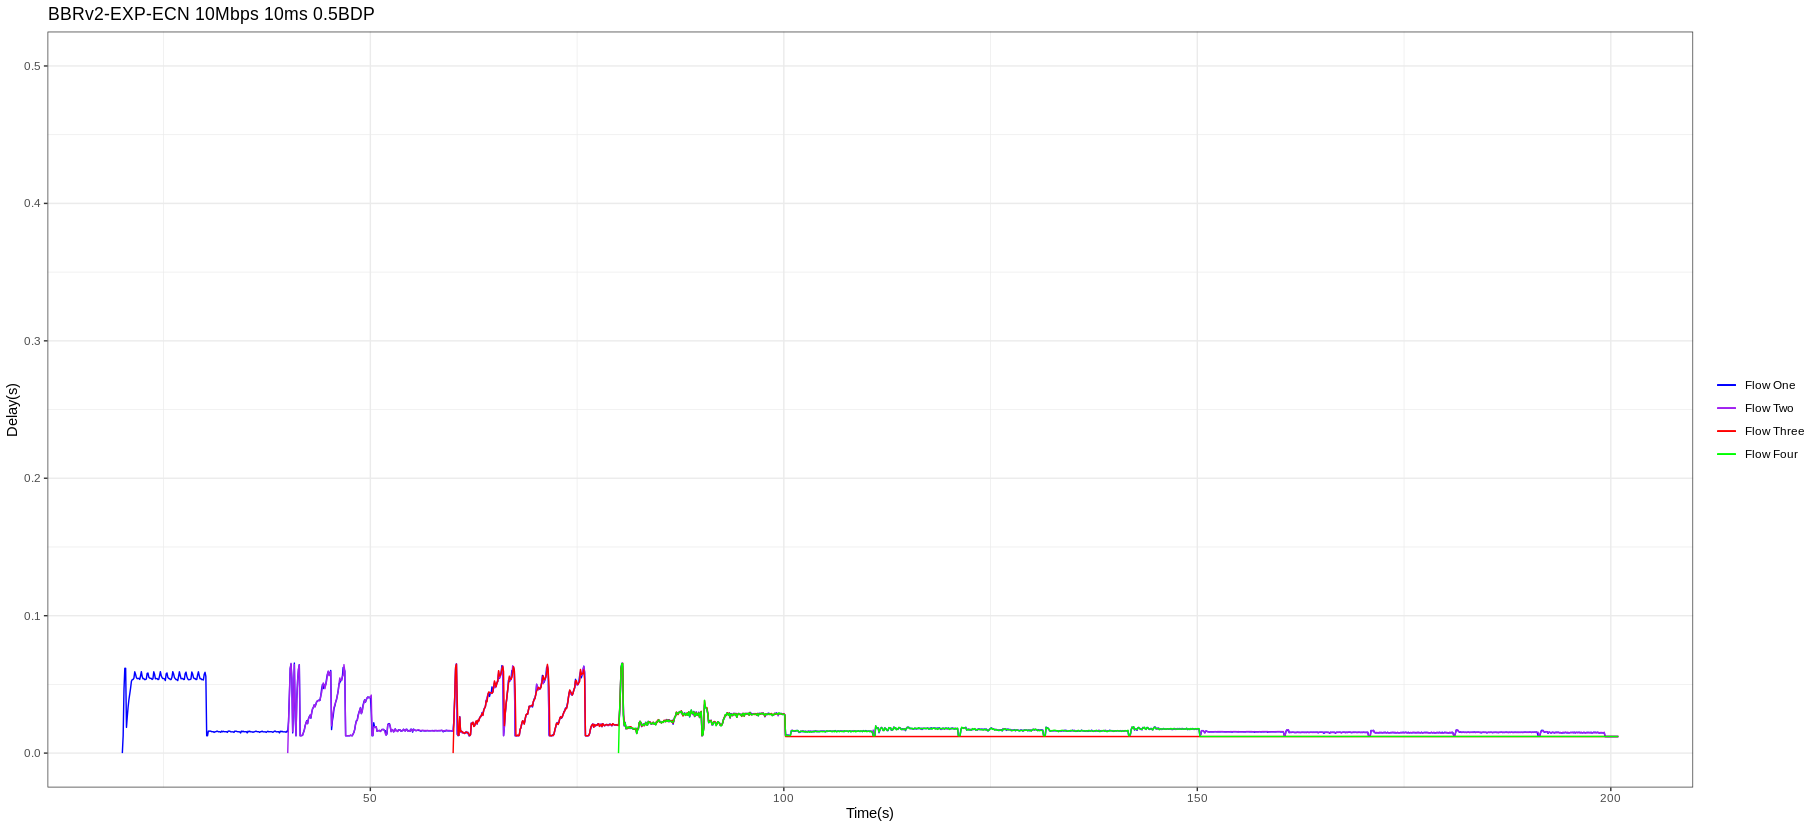 BBRv2-EXP-ECN 10Mbps 10ms 0.5BDP
Delay(s)
0.5
0.4
0.3
0.2
0.1
0.0
50
100
150
200
Time(s)
Flow One
Flow Two
Flow Three
Flow Four